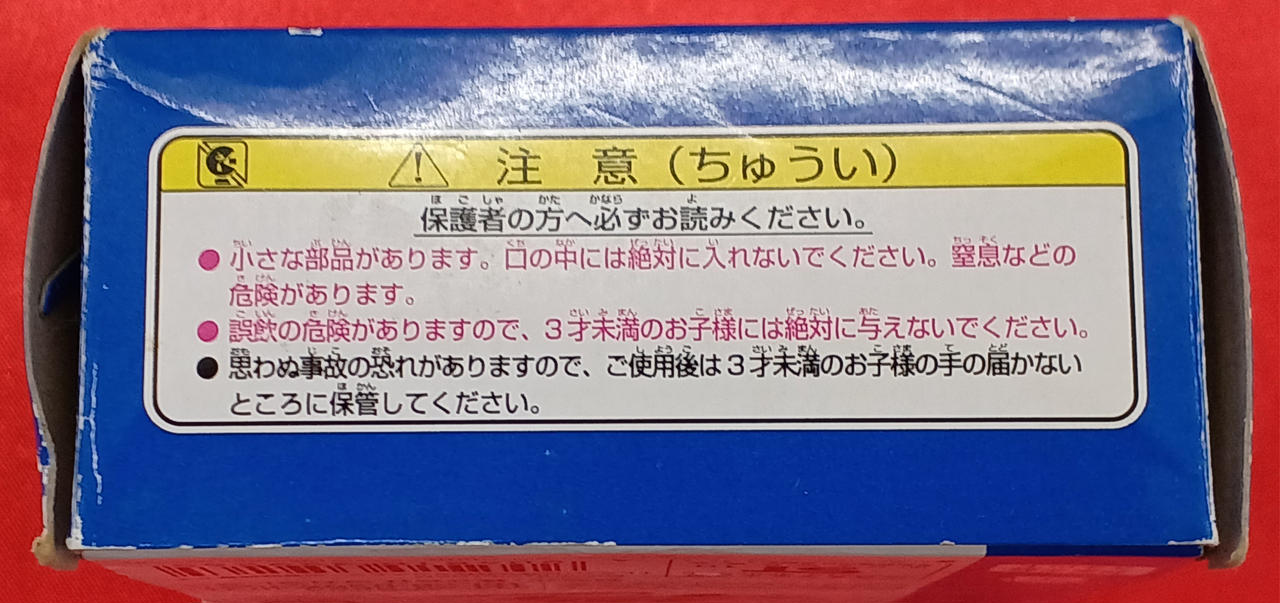 注意(ちゅうい)
保護者の方へ必ずお読みください。
●小さな部品があります。口の中には絶対に入れないでください。窒息などの
危険があります。
●誤飲の危険がありますので、3才未満のお子様には絶対に与えないでください。
●思わぬ事故の恐れがありますので、ご使用後は3才未満のお子様の手の届かない
ところに保管してください。